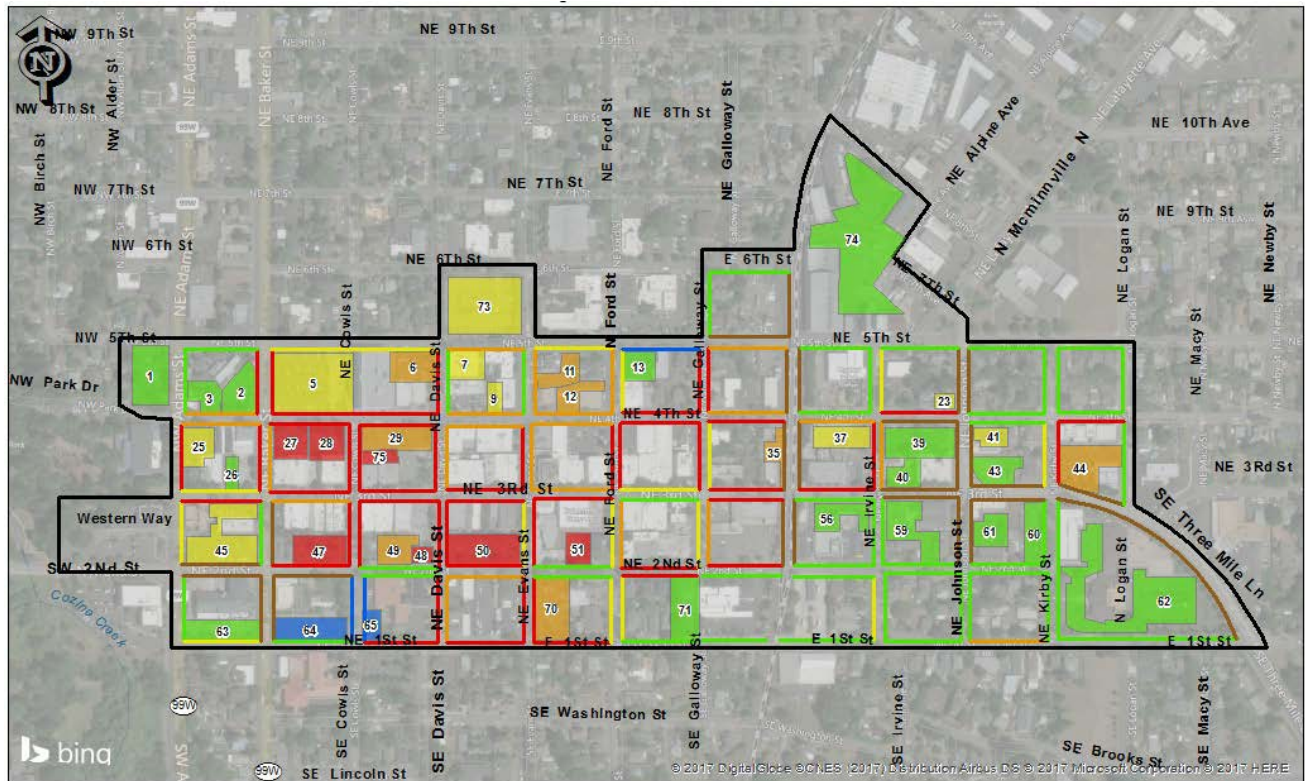 NE 9Th St
NW 9Th St
N
NW Alder St
NE Adams St
NE Baker St
NE Ford St
NE 8Th St
NE Galloway St
NE Alpine Ave
NE Lafayette Ave
NE 10Th Ave
NW 8Th St
NW Birch St
NW 7Th St
NE 7Th St
N Mcminnville N
NE Logan St
NE 9Th St
NE Newby St
NW 6Th St
NE 6Th St
E 6Th St
NE 7Th St
NE Macy St
NE Cowls St
N Ford St
NE Galloway St
NW 5Th St
NE 5Th St
NW Park Dr
NE Davis St
NE 4Th St
NE Ford St
NE 3Rd St
NE 3Rd St
NE Irvine St
SE Three Mile Ln
Western Way
SW 2Nd St
NE 2Nd St
NE Davis St
NE Evans St
NE Johnson St
NE Kirby St
N Logan St
Cozine Creek
NE 1St St
E 1St St
E 1St St
E 1St St
SE Cowls St
SE Davis St
SE Galloway St
SE Washington St
SE Irvine St
SE Macy St
SE Brooks St
SE Lincoln St
99W
99W
74
73
1
3
2
5
6
7
9
11
12
13
23
25
26
27
28
29
75
35
37
39
40
41
43
44
45
47
49
48
50
51
56
59
61
60
62
63
64
65
70
71
bing
© 2017 DigitalGlobe ©CNES (2017) Distribution Airbus DS © 2017 Microsoft Corporation © 2017 HERE